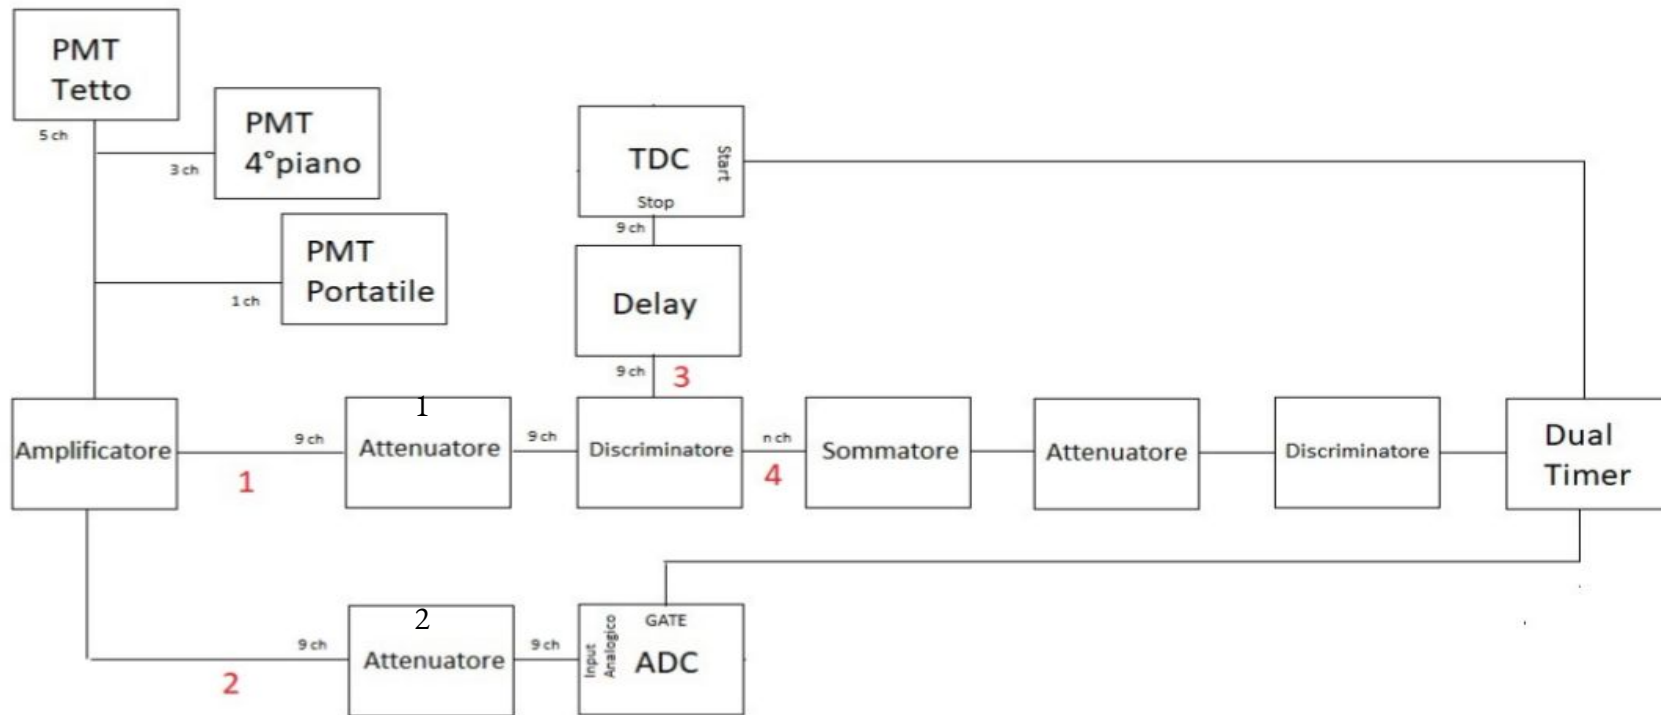 PMT
Tetto
5 ch
PMT
4°piano
3 ch
PMT
Portatile
1 ch
TDC
Start
Stop
9 ch
Delay
9 ch
3
Amplificatore
9 ch
1
1
Attenuatore
9 ch
Discriminatore
n ch
4
Sommatore
Attenuatore
Discriminatore
Dual
Timer
9 ch
2
2
Attenuatore
9 ch
Input
Analogico
GATE
ADC